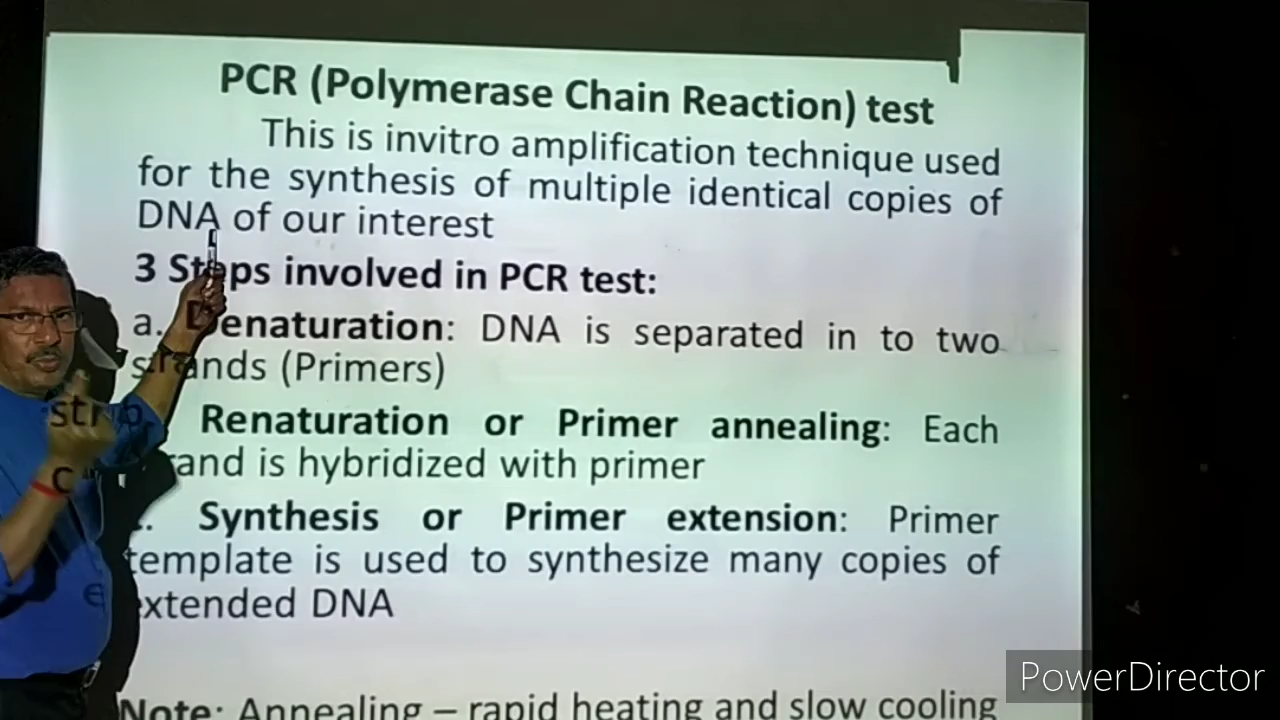 PCR (Polymerase Chain Reaction) test
This is invitro amplification technique used
for the synthesis of multiple identical copies of
DNA of our interest
3 Steps involved in PCR test:
a. Denaturation: DNA is separated in to two
strands (Primers)
Renaturation or Primer annealing: Each
strand is hybridized with primer
c. Synthesis or Primer extension: Primer
template is used to synthesize many copies of
extended DNA
Note: Annealing – rapid heating and slow cooling
PowerDirector